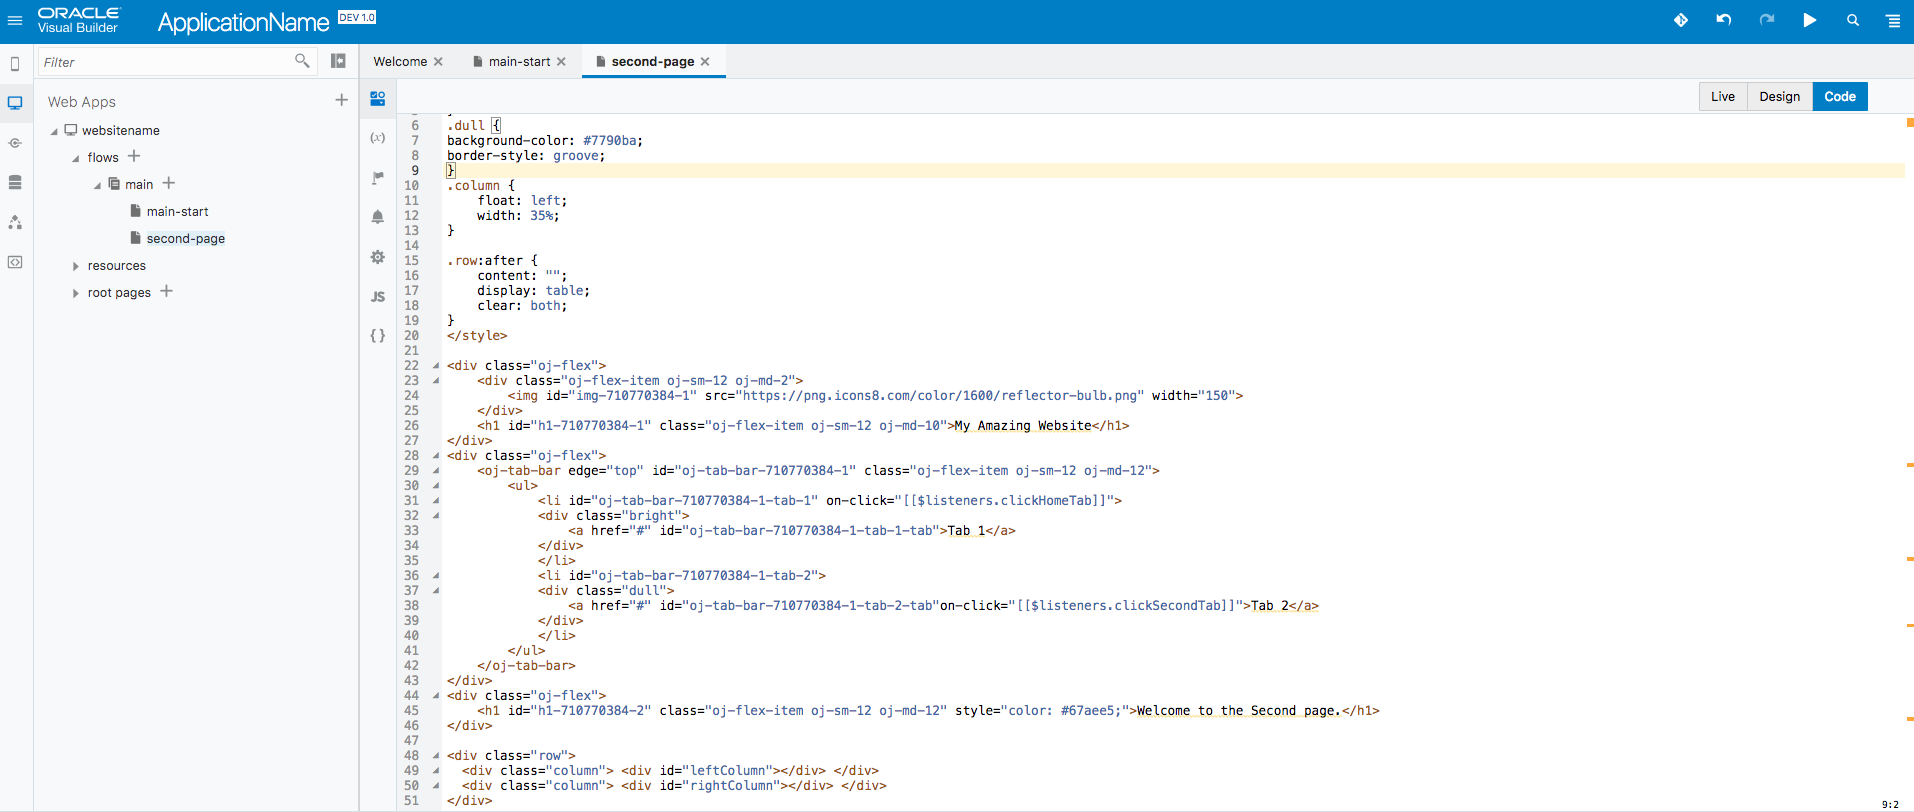 ORACLE
Visual Builder
ApplicationName DEV 1.0
Filter
Welcome
main-start
second-page
Web Apps
websitename
flows
main
main-start
second-page
resources
root pages
(x)
JS
{ }
Live Design Code
6 .dull {
7 background-color: #7790ba;
8 border-style: groove;
9 }
10 .column {
11 float: left;
12 width: 35%;
13 }
14
15 .row:after {
16 content: "";
17 display: table;
18 clear: both;
19 }
20 </style>
21
22 <div class="oj-flex">
23 <div class="oj-flex-item oj-sm-12 oj-md-2">
24 <img id="img-710770384-1" src="https://png.icons8.com/color/1600/reflector-bulb.png" width="150">
25 </div>
26 <h1 id="h1-710770384-1" class="oj-flex-item oj-sm-12 oj-md-10">My Amazing Website</h1>
27 </div>
28 <div class="oj-flex">
29 <oj-tab-bar edge="top" id="oj-tab-bar-710770384-1" class="oj-flex-item oj-sm-12 oj-md-12">
30 <ul>
31 <li id="oj-tab-bar-710770384-1-tab-1" on-click="[[$listeners.clickHomeTab]]">
32 <div class="bright">
33 <a href="#" id="oj-tab-bar-710770384-1-tab-1-tab">Tab 1</a>
34 </div>
35 </li>
36 <li id="oj-tab-bar-710770384-1-tab-2">
37 <div class="dull">
38 <a href="#" id="oj-tab-bar-710770384-1-tab-2-tab"on-click="[[$listeners.clickSecondTab]]">Tab 2</a>
39 </div>
40 </li>
41 </ul>
42 </oj-tab-bar>
43 </div>
44 <div class="oj-flex">
45 <h1 id="h1-710770384-2" class="oj-flex-item oj-sm-12 oj-md-12" style="color: #67aee5;">Welcome to the Second page.</h1>
46 </div>
47
48 <div class="row">
49 <div class="column"> <div id="leftColumn"></div> </div>
50 <div class="column"> <div id="rightColumn"></div> </div>
51 </div>
9:2